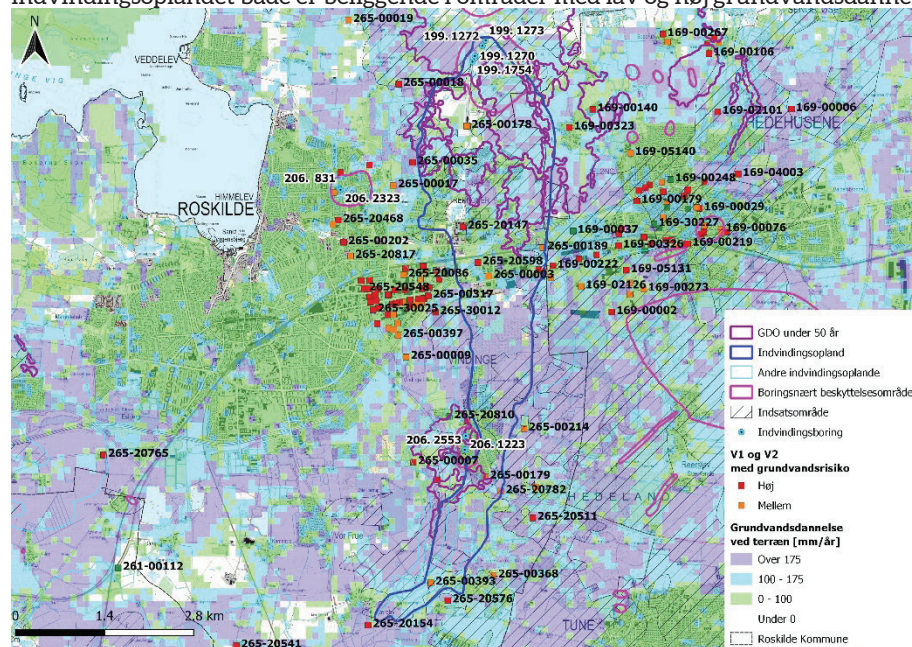 indvindingsoplandet både er beliggende i områder med lav og høj grundvandsdanne
265-00019
199. 1272
199. 1273
169-00267
N
199. 1270
169-00106
VEDDELEV
199. 1754
265-00018
169-00140
169-02101
169-00006
HEDEHUSENE
265-00178
169-00323
169-05140
265-00035
169-04003
206. 831
265-00017
169-00248
HIMMELEV
206. 2323
169-00179
169-00029
ROSKILDE
265-20468
265-20147
169-00037
169-30227
169-00076
265-00202
265-00189
169-00326
169-00219
265-20817
265-20598
169-00222
169-05131
265-20086
265-00003
265-20548
265-00317
169-02126
169-00273
265-30025
265-30012
169-00002
265-00397
265-00009
VINDINGE
265-20810
265-00214
206. 2553
206. 1223
265-20765
265-00007
265-00179
265-20782
HEDELAND
265-20511
Vor Frue
261-00112
265-00368
265-00393
265-20576
265-20154
TUNE
265-20541
0
1.4
2.8 km
GDO under 50 år
Indvindingsopland
Andre indvindingsoplande
Boringsnært beskyttelsesområde
Indsatsområde
Indvindingsboring
V1 og V2
med grundvandsrisiko
Høj
Mellem
Grundvandsdannelse
ved terræn [mm/år]
Over 175
100 - 175
0 - 100
Under 0
Roskilde Kommune